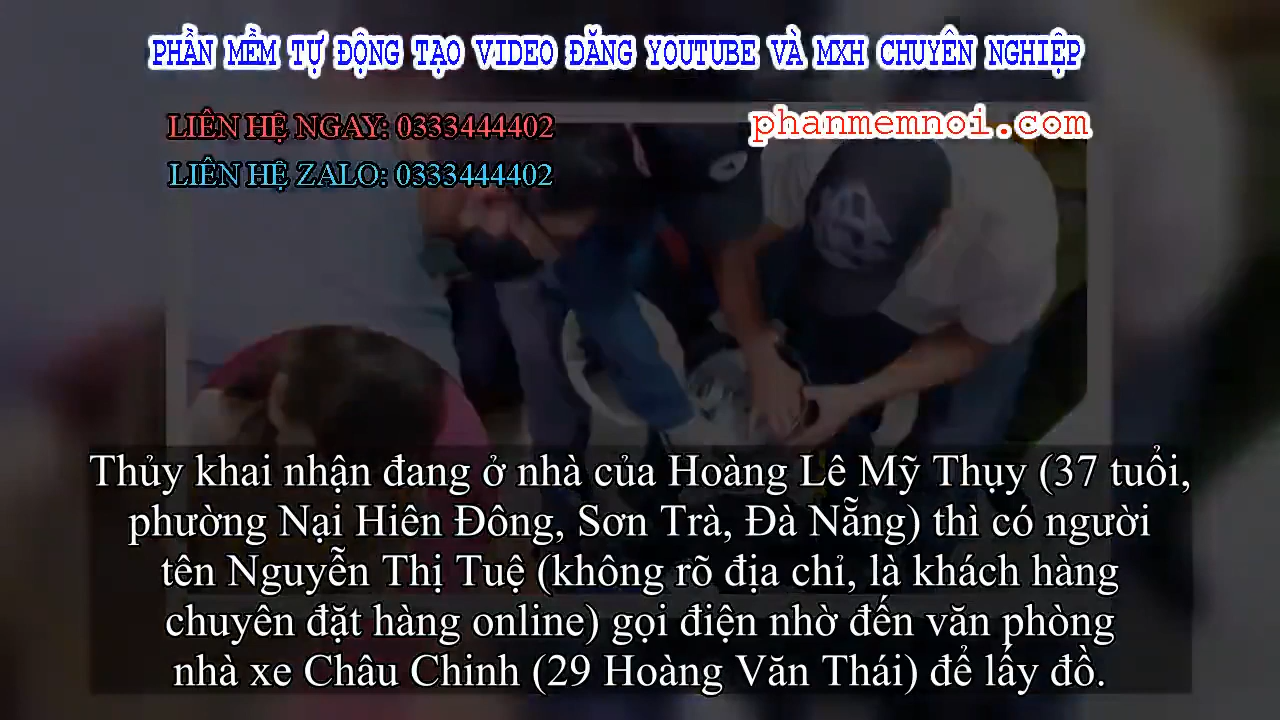 PHẦN MỀM TỰ ĐỘNG TẠO VIDEO ĐĂNG YOUTUBE VÀ MXH CHUYÊN NGHIỆP
LIÊN HỆ NGAY: 0333444402
phanmemnoi.com
LIÊN HỆ ZALO: 0333444402
Thủy khai nhận đang ở nhà của Hoàng Lê Mỹ Thụy (37 tuổi,
phường Nại Hiên Đông, Sơn Trà, Đà Nẵng) thì có người
tên Nguyễn Thị Tuệ (không rõ địa chỉ, là khách hàng
chuyên đặt hàng online) gọi điện nhờ đến văn phòng
nhà xe Châu Chinh (29 Hoàng Văn Thái) để lấy đồ.